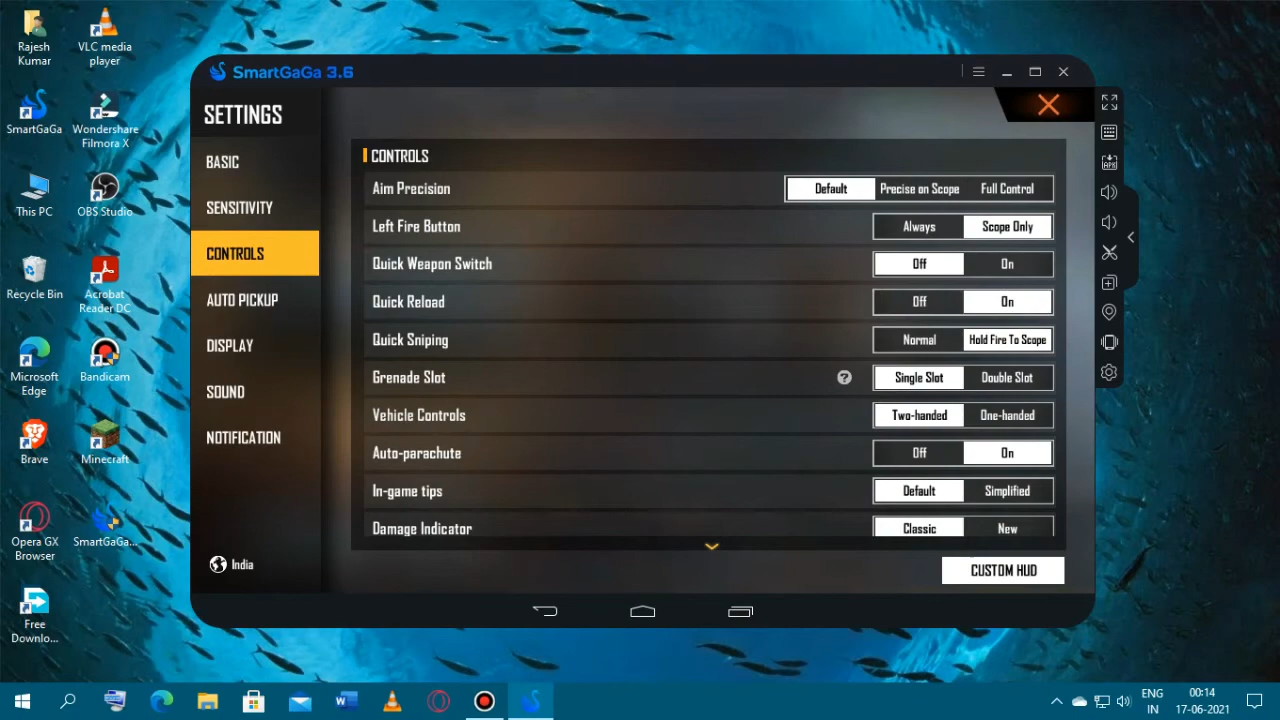 Rajesh
Kumar
VLC media
player
SmartGaGa
Wondershare
Filmora X
This PC
OBS Studio
Recycle Bin
Acrobat
Reader DC
Microsoft
Edge
Bandicam
Brave
Minecraft
Opera GX
Browser
SmartGaGa...
Free
Downlo...
SmartGaGa 3.6
SETTINGS
BASIC
SENSITIVITY
CONTROLS
AUTO PICKUP
DISPLAY
SOUND
NOTIFICATION
India
CONTROLS
Aim Precision Default Precise on Scope Full Control
Left Fire Button Always Scope Only
Quick Weapon Switch Off On
Quick Reload Off On
Quick Sniping Normal Hold Fire To Scope
Grenade Slot ? Single Slot Double Slot
Vehicle Controls Two-handed One-handed
Auto-parachute Off On
In-game tips Default Simplified
Damage Indicator Classic New
CUSTOM HUD
APK
ENG
IN
00:14
17-06-2021